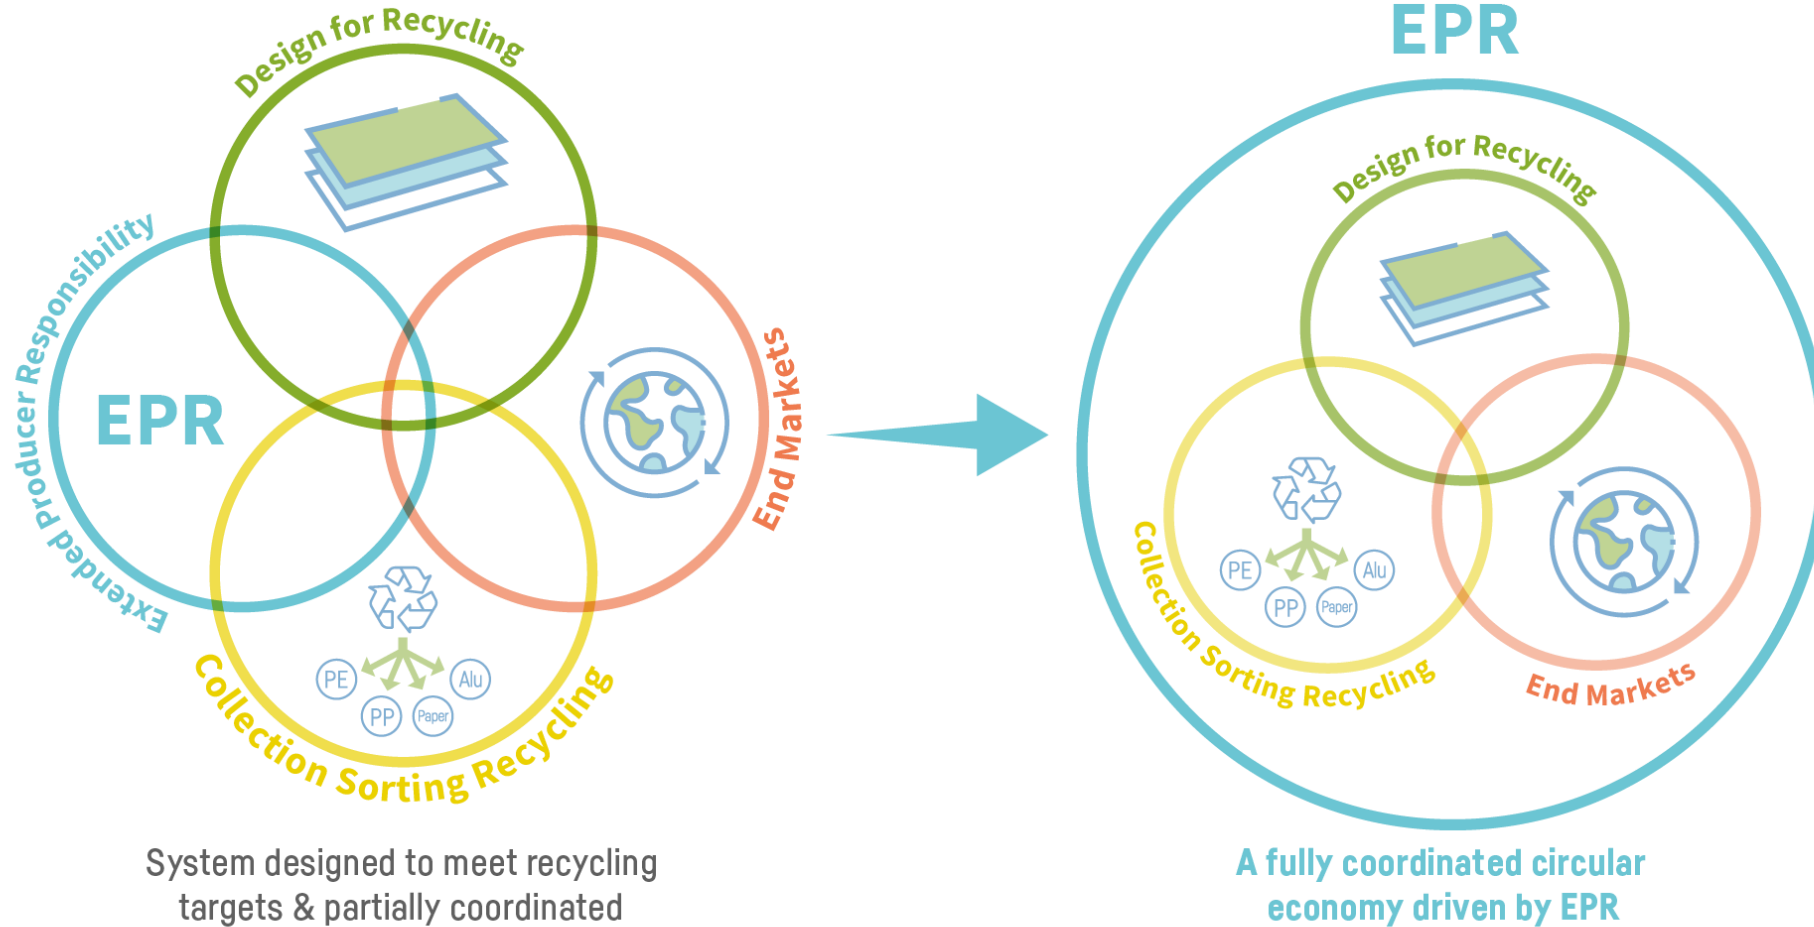 Design for Recycling
Extended Producer Responsibility
EPR
End Markets
PE
PP
Paper
Alu
Collection Sorting Recycling
System designed to meet recycling
targets & partially coordinated
EPR
Design for Recycling
PE
PP
Paper
Alu
Collection Sorting Recycling
End Markets
A fully coordinated circular
economy driven by EPR